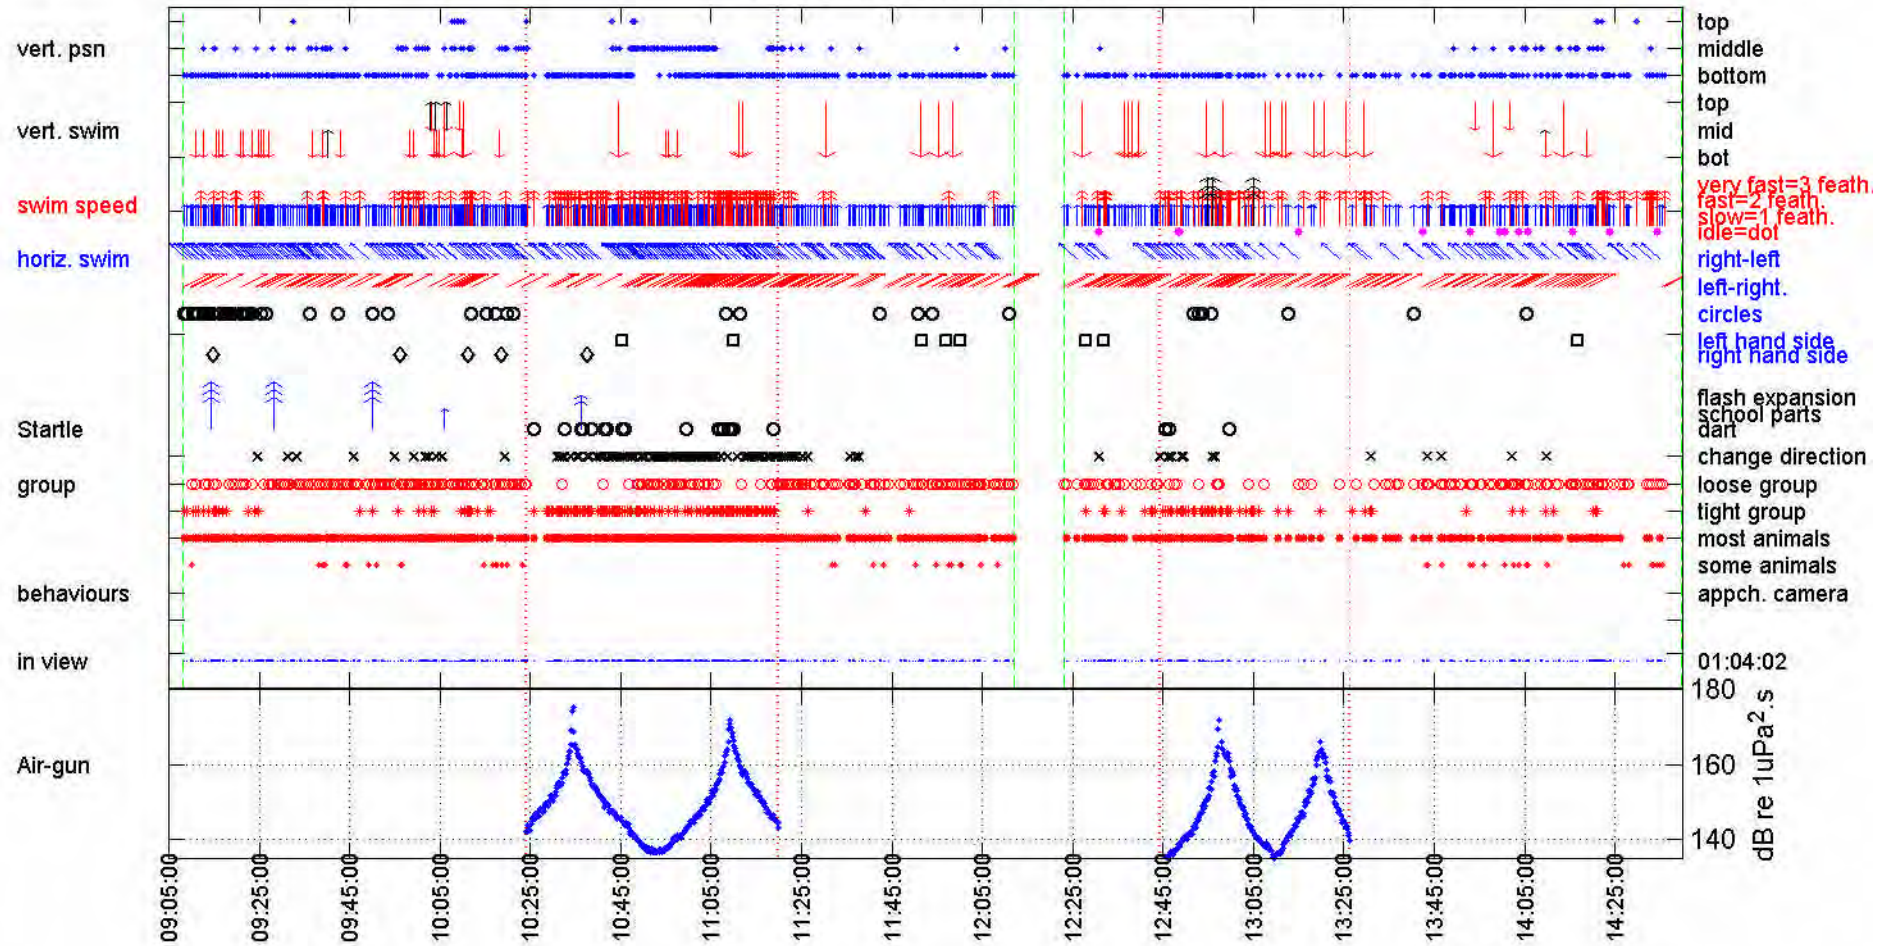 vert. psn
top
middle
bottom
vert. swim
top
mid
bot
swim speed
very fast=3 feath.
fast=2 feath.
slow=1 feath.
idle=dot
horiz. swim
right-left
left-right.
circles
left hand side
right hand side
flash expansion
school parts
Startle
dart
change direction
group
loose group
tight group
most animals
some animals
behaviours
appch. camera
in view
01:04:02
180
Air-gun
160
140
dB re 1uPa².s
09:05:00
09:25:00
09:45:00
10:05:00
10:25:00
10:45:00
11:05:00
11:25:00
11:45:00
12:05:00
12:25:00
12:45:00
13:05:00
13:25:00
13:45:00
14:05:00
14:25:00